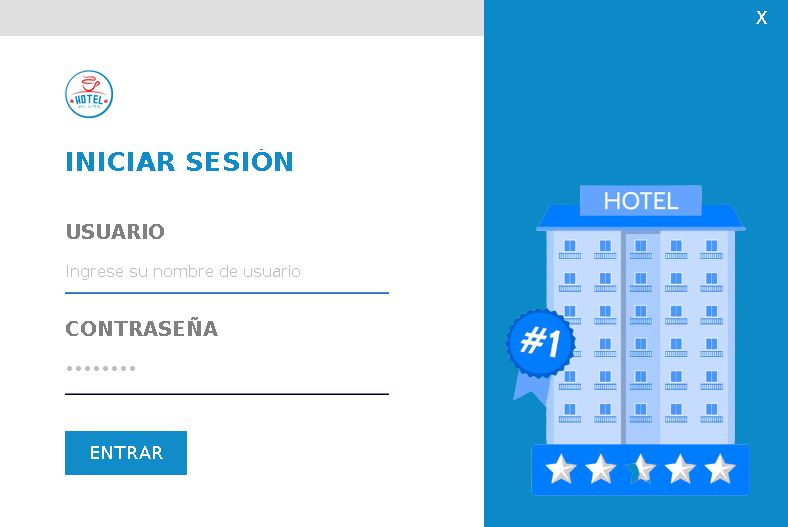 X
HOTEL
INICIAR SESIÓN
USUARIO
Ingrese su nombre de usuario
CONTRASEÑA
••••••••
ENTRAR
HOTEL
#1